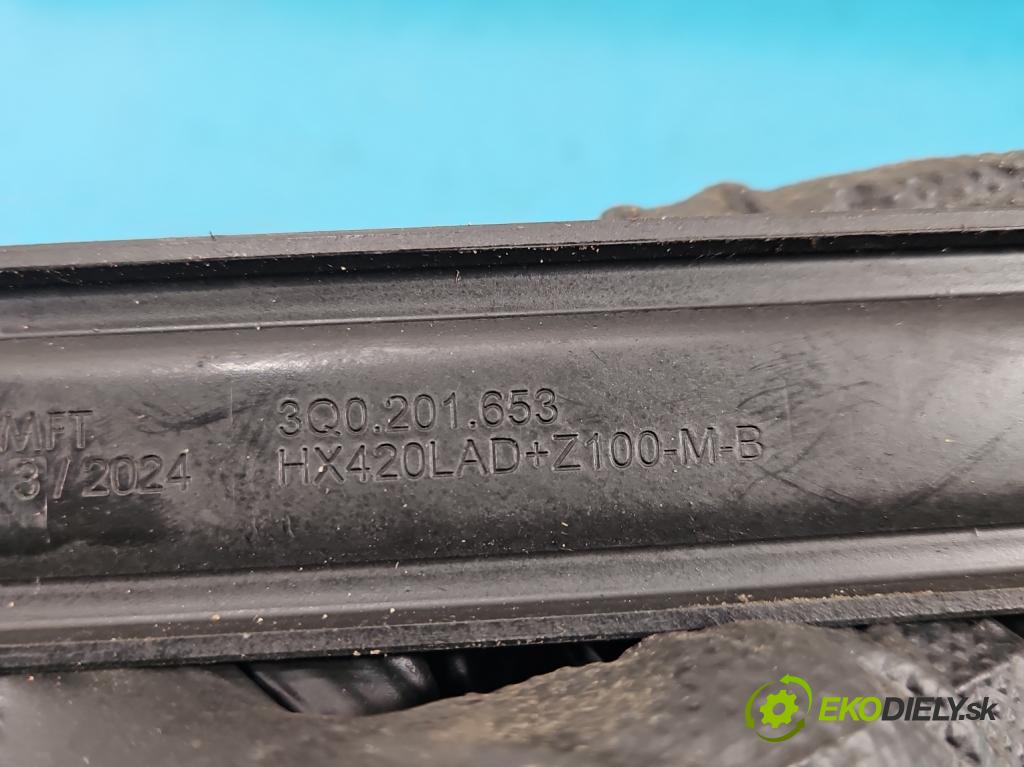 MFT
3/2024
3Q0.201.653
HX420LAD+Z100-M-B
EKODIELY.sk